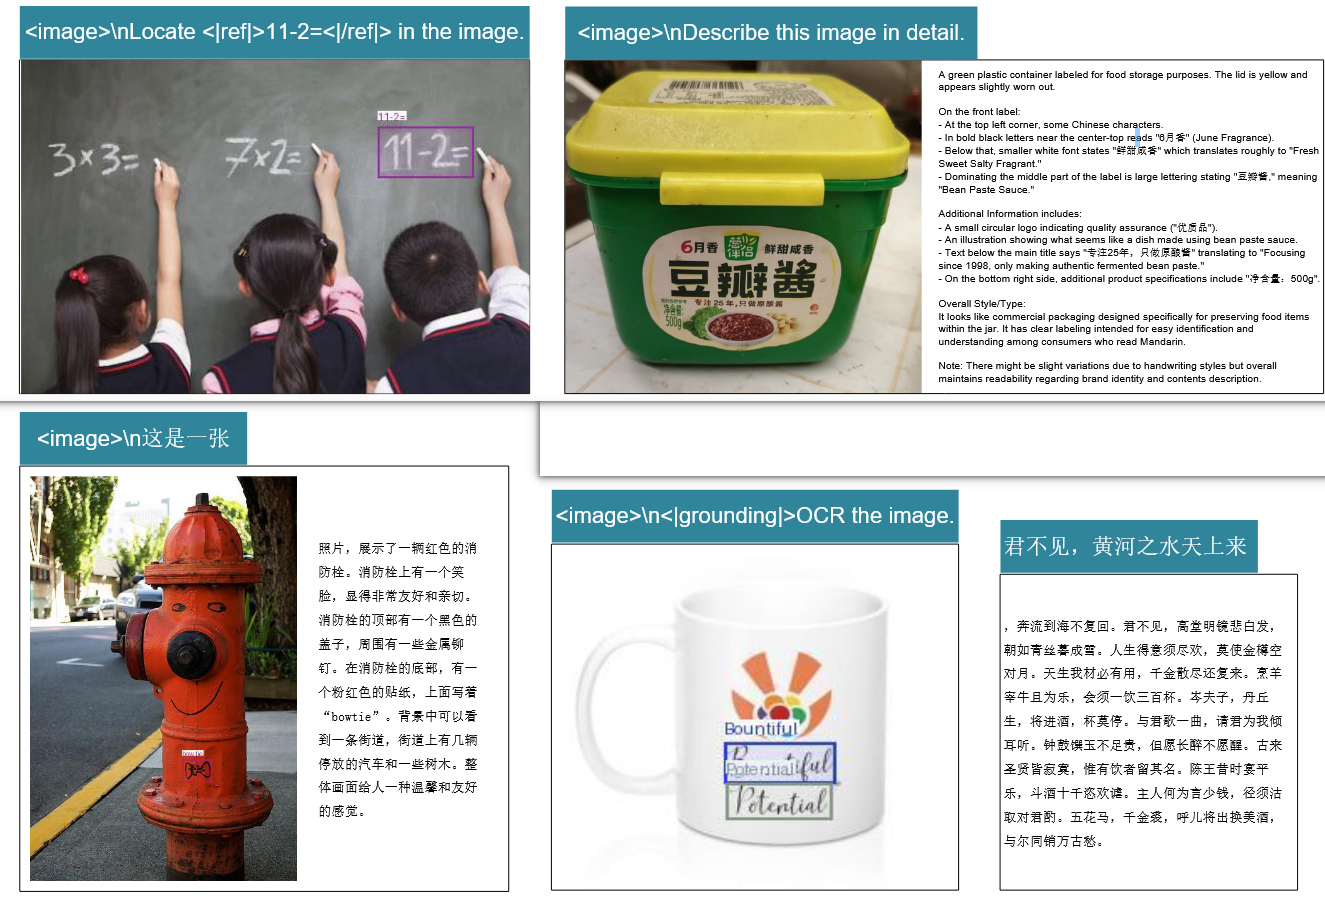 <image>\nLocate <|ref|>11-2=<|/ref|> in the image.
11-2=
3×3=
7×2=
11-2=
<image>\nDescribe this image in detail.
6月香
葱伴侣
鲜甜咸香
豆瓣酱
专注25年,只做原酿酱
净含量:
500g
A green plastic container labeled for food storage purposes. The lid is yellow and
appears slightly worn out.
On the front label:
- At the top left corner, some Chinese characters.
- In bold black letters near the center-top reads "6月香" (June Fragrance).
- Below that, smaller white font states "鲜甜咸香" which translates roughly to "Fresh
Sweet Salty Fragrant."
- Dominating the middle part of the label is large lettering stating "豆瓣酱," meaning
"Bean Paste Sauce."
Additional Information includes:
- A small circular logo indicating quality assurance ("优质品").
- An illustration showing what seems like a dish made using bean paste sauce.
- Text below the main title says "专注25年，只做原酿酱" translating to "Focusing
since 1998, only making authentic fermented bean paste."
- On the bottom right side, additional product specifications include "净含量：500g".
Overall Style/Type:
It looks like commercial packaging designed specifically for preserving food items
within the jar. It has clear labeling intended for easy identification and
understanding among consumers who read Mandarin.
Note: There might be slight variations due to handwriting styles but overall
maintains readability regarding brand identity and contents description.
<image>\n这是一张
bow tie
照片，展示了一辆红色的消
防栓。消防栓上有一个笑
脸，显得非常友好和亲切。
消防栓的顶部有一个黑色的
盖子，周围有一些金属铆
钉。在消防栓的底部，有一
个粉红色的贴纸，上面写着
“bowtie”。背景中可以看
到一条街道，街道上有几辆
停放的汽车和一些树木。整
体画面给人一种温馨和友好
的感觉。
<image>\n<|grounding|>OCR the image.
Bountiful
Potential
Potential
君不见，黄河之水天上来
，奔流到海不复回。君不见，高堂明镜悲白发，
朝如青丝暮成雪。人生得意须尽欢，莫使金樽空
对月。天生我材必有用，千金散尽还复来。烹羊
宰牛且为乐，会须一饮三百杯。岑夫子，丹丘
生，将进酒，杯莫停。与君歌一曲，请君为我倾
耳听。钟鼓馔玉不足贵，但愿长醉不愿醒。古来
圣贤皆寂寞，惟有饮者留其名。陈王昔时宴平
乐，斗酒十千恣欢谑。主人何为言少钱，径须沽
取对君酌。五花马，千金裘，呼儿将出换美酒，
与尔同销万古愁。